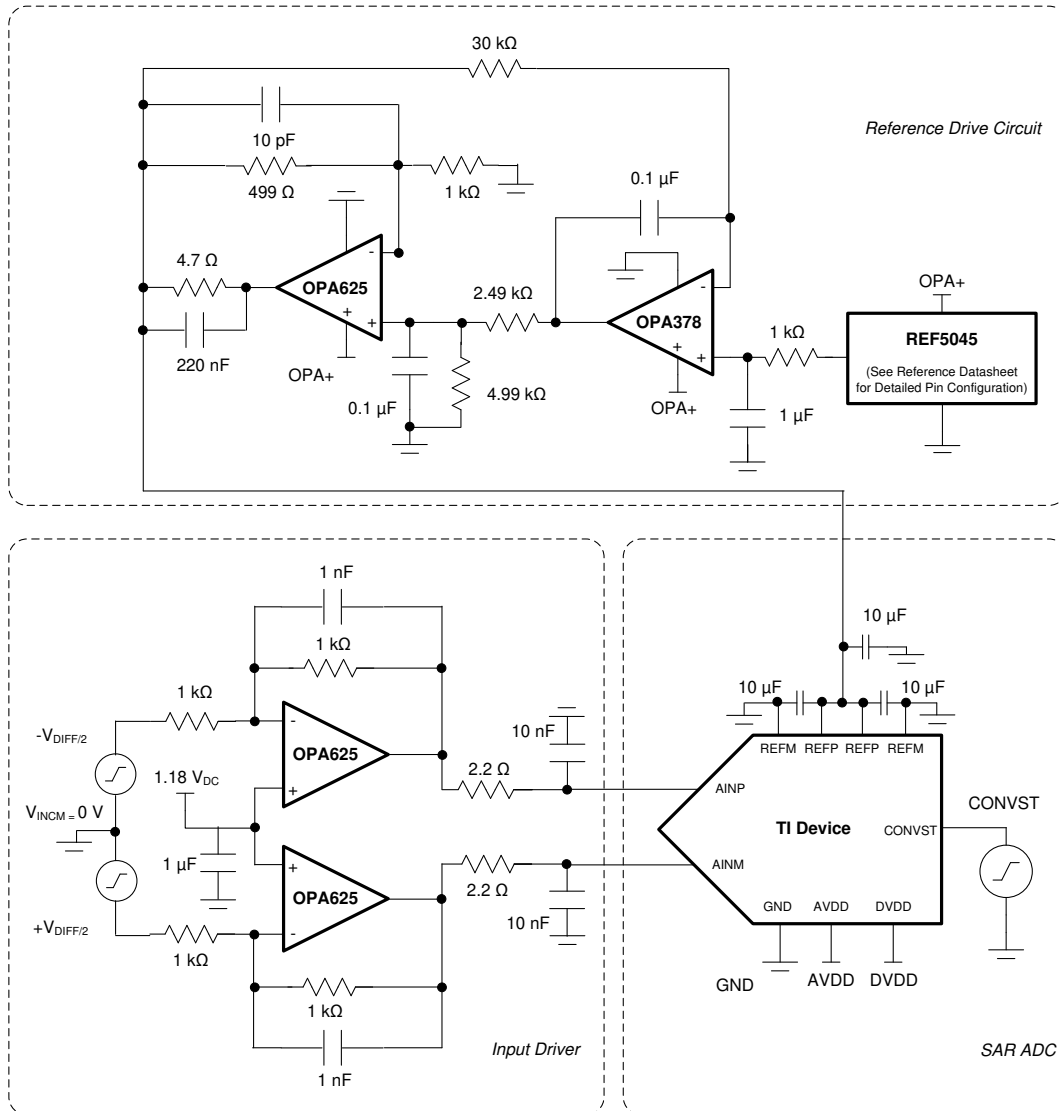 30 kΩ
Reference Drive Circuit
10 pF
499 Ω
1 kΩ
0.1 µF
4.7 Ω
220 nF
-
OPA625
+
+
OPA+
0.1 µF
4.99 kΩ
2.49 kΩ
-
OPA378
+
+
OPA+
1 kΩ
1 µF
OPA+
REF5045
(See Reference Datasheet
for Detailed Pin Configuration)
1 nF
1 kΩ
1 kΩ
-VDIFF/2
-
OPA625
+
1.18 VDC
VINCM = 0 V
1 µF
+
OPA625
-
+VDIFF/2
1 kΩ
1 kΩ
1 nF
10 nF
2.2 Ω
2.2 Ω
10 nF
Input Driver
10 µF
10 µF
10 µF
REFM REFP REFP REFM
AINP
TI Device
CONVST
CONVST
AINM
GND AVDD DVDD
GND
AVDD DVDD
SAR ADC